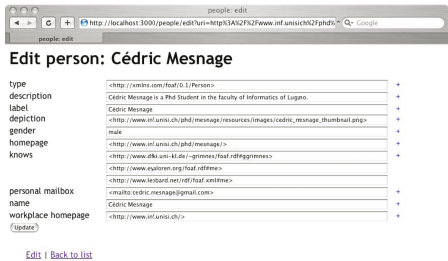 people: edit
http://localhost:3000/people/edit?uri=http%3A%2F%2Fwww.inf.unisich%2Fphd%
Google
people: edit
Edit person: Cédric Mesnage
type <http://xmlns.com/foaf/0.1/Person> +
description Cédric Mesnage is a Phd Student in the faculty of Informatics of Lugano. +
label Cédric Mesnage +
depiction <http://www.inf.unisi.ch/phd/mesnage/resources/images/cedric_mesnage_thumbnail.png> +
gender male +
homepage <http://www.inf.unisi.ch/phd/mesnage/> +
knows <http://www.dfki.uni-kl.de/~grimnes/foaf.rdf#ggrimnes> +
<http://www.eyaloren.org/foaf.rdf#me>
<http://www.lexbard.net/rdf/foaf.xml#me>
personal mailbox <mailto:cedric.mesnage@gmail.com> +
name Cédric Mesnage +
workplace homepage <http://www.inf.unisi.ch/> +
Update
Edit | Back to list